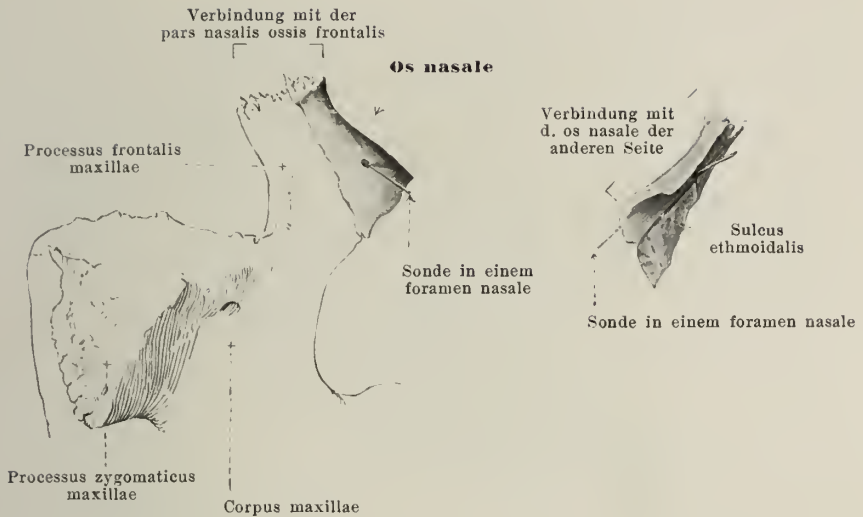 Verbindung mit der
pars nasalis ossis frontalis
Os nasale
Verbindung mit
d. os nasale der
anderen Seite
Processus frontalis
maxillae
Sulcus
ethmoidalis
Sonde in einem
foramen nasale
Sonde in einem foramen nasale
Processus zygomaticus
maxillae
Corpus maxillae